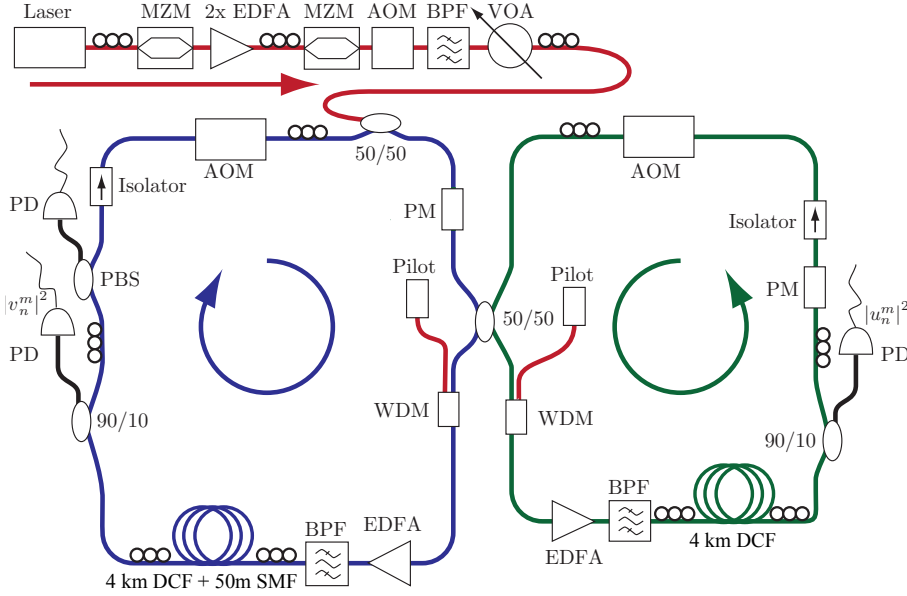 Laser
MZM
2x EDFA
MZM
AOM
BPF
VOA
50/50
AOM
Isolator
PD
PBS
|v_n^m|^2
PD
90/10
PM
Pilot
50/50
WDM
BPF
EDFA
4 km DCF + 50m SMF
AOM
Isolator
PM
Pilot
|u_n^m|^2
PD
WDM
90/10
BPF
EDFA
4 km DCF